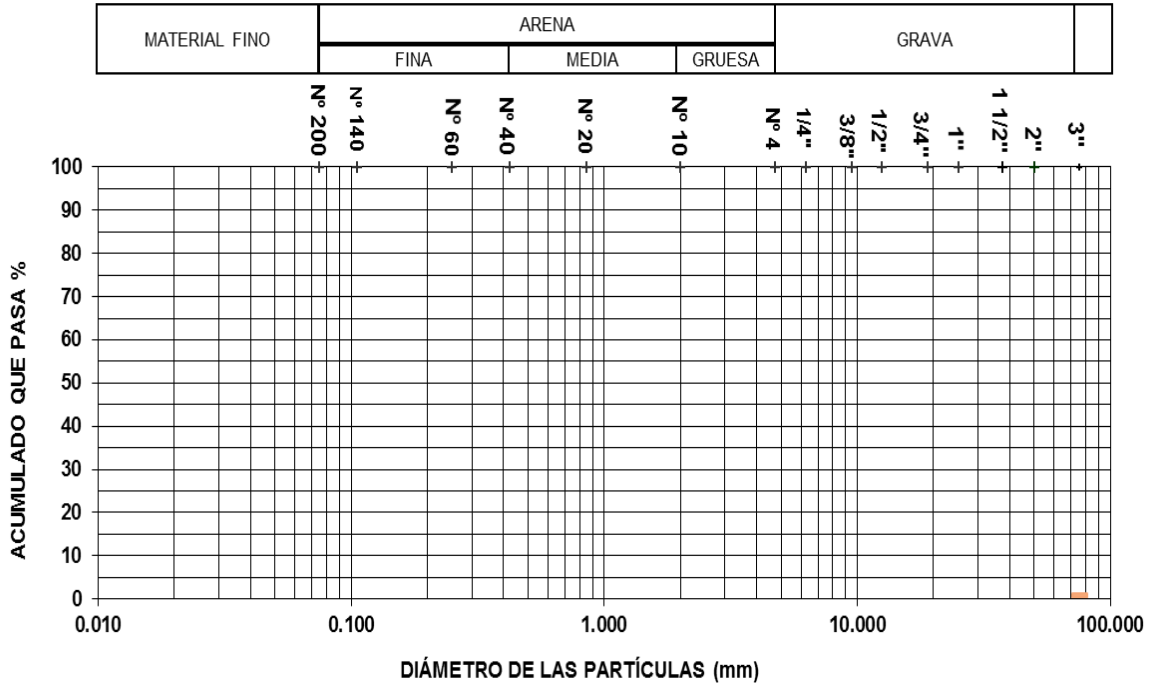 MATERIAL FINO
ARENA
GRAVA
FINA
MEDIA
GRUESA
Nº 200
Nº 140
Nº 60
Nº 40
Nº 20
Nº 10
Nº 4
1/4"
3/8"
1/2"
3/4"
1"
1 1/2"
2"
3"
ACUMULADO QUE PASA %
100
90
80
70
60
50
40
30
20
10
0
0.010 0.100 1.000 10.000 100.000
DIÁMETRO DE LAS PARTÍCULAS (mm)